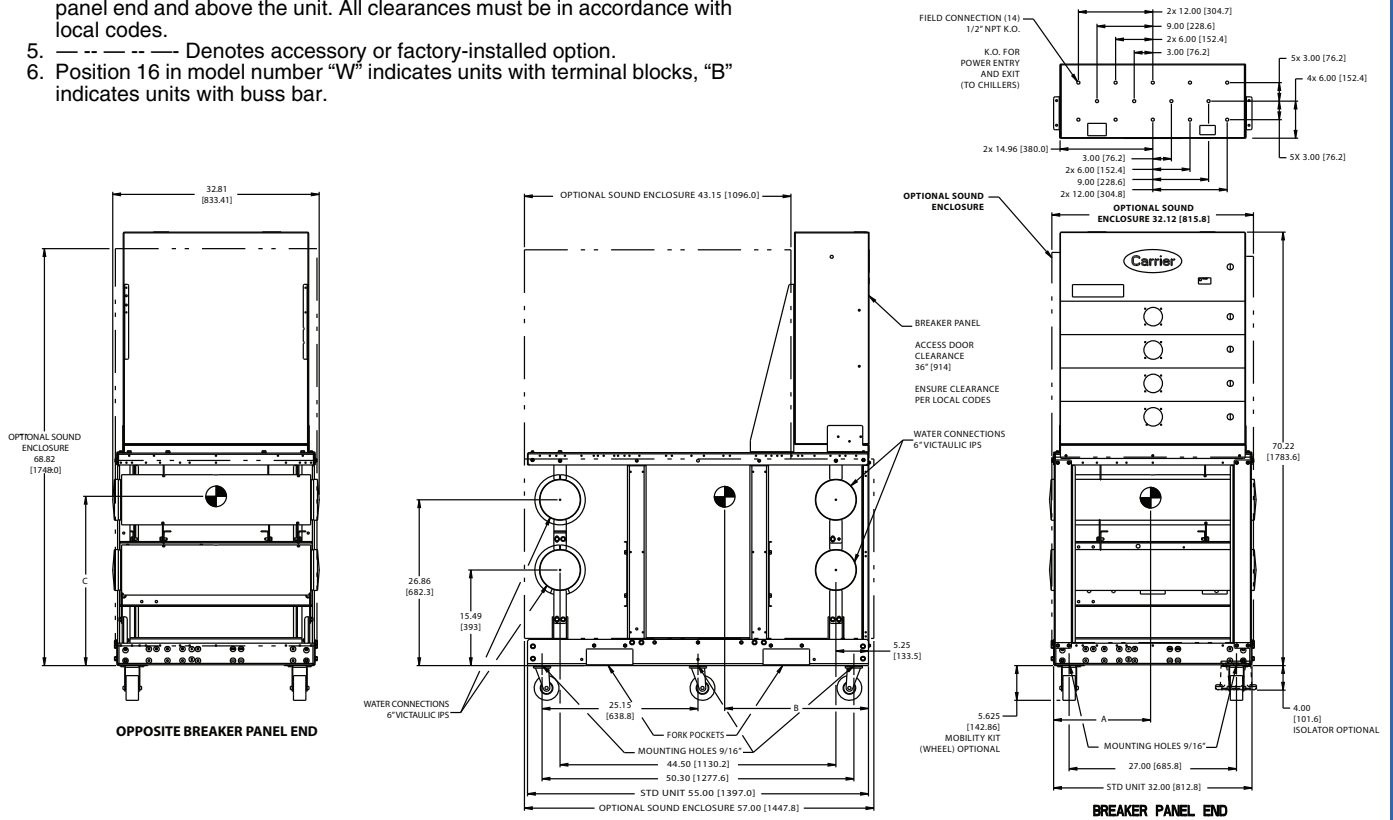 panel end and above the unit. All clearances must be in accordance with
local codes.
5. — -- — -- —- Denotes accessory or factory-installed option.
6. Position 16 in model number “W” indicates units with terminal blocks, “B”
indicates units with buss bar.
FIELD CONNECTION (14)
1/2" NPT K.O.
K.O. FOR
POWER ENTRY
AND EXIT
(TO CHILLERS)
2x 12.00 [304.7]
9.00 [228.6]
2x 6.00 [152.4]
3.00 [76.2]
5x 3.00 [76.2]
4x 6.00 [152.4]
5X 3.00 [76.2]
2x 14.96 [380.0]
3.00 [76.2]
2x 6.00 [152.4]
9.00 [228.6]
2x 12.00 [304.8]
32.81
[833.41]
OPTIONAL SOUND
ENCLOSURE
68.82
[1748.0]
C
OPPOSITE BREAKER PANEL END
OPTIONAL SOUND ENCLOSURE 43.15 [1096.0]
BREAKER PANEL
ACCESS DOOR
CLEARANCE
36" [914]
ENSURE CLEARANCE
PER LOCAL CODES
WATER CONNECTIONS
6" VICTAULIC IPS
26.86
[682.3]
15.49
[393]
5.25
[133.5]
WATER CONNECTIONS
6" VICTAULIC IPS
25.15
[638.8]
B
FORK POCKETS
MOUNTING HOLES 9/16"
44.50 [1130.2]
50.30 [1277.6]
STD UNIT 55.00 [1397.0]
OPTIONAL SOUND ENCLOSURE 57.00 [1447.8]
OPTIONAL SOUND
ENCLOSURE
OPTIONAL SOUND
ENCLOSURE 32.12 [815.8]
Carrier
70.22
[1783.6]
5.625
[142.86]
MOBILITY KIT
(WHEEL) OPTIONAL
A
4.00
[101.6]
ISOLATOR OPTIONAL
MOUNTING HOLES 9/16"
27.00 [685.8]
STD UNIT 32.00 [812.8]
BREAKER PANEL END